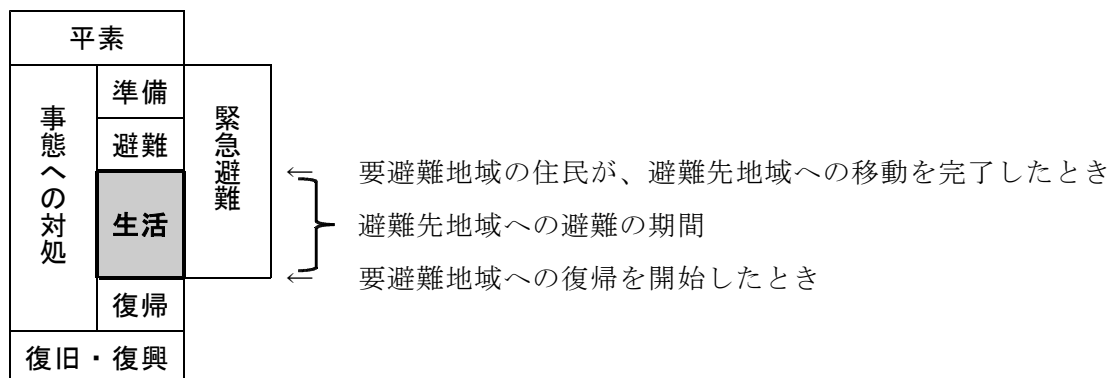 平素
事態への対処
準備
避難
生活
復帰
緊急避難
← 要避難地域の住民が、避難先地域への移動を完了したとき
避難先地域への避難の期間
← 要避難地域への復帰を開始したとき
復旧・復興